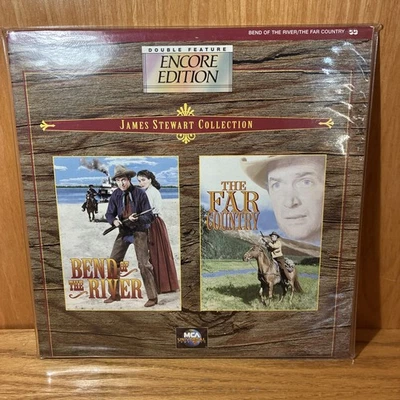 BEND OF THE RIVER/THE FAR COUNTRY
DOUBLE FEATURE
ENCORE
EDITION
JAMES STEWART COLLECTION
BEND OF
THE RIVER
THE
FAR
COUNTRY
MCA